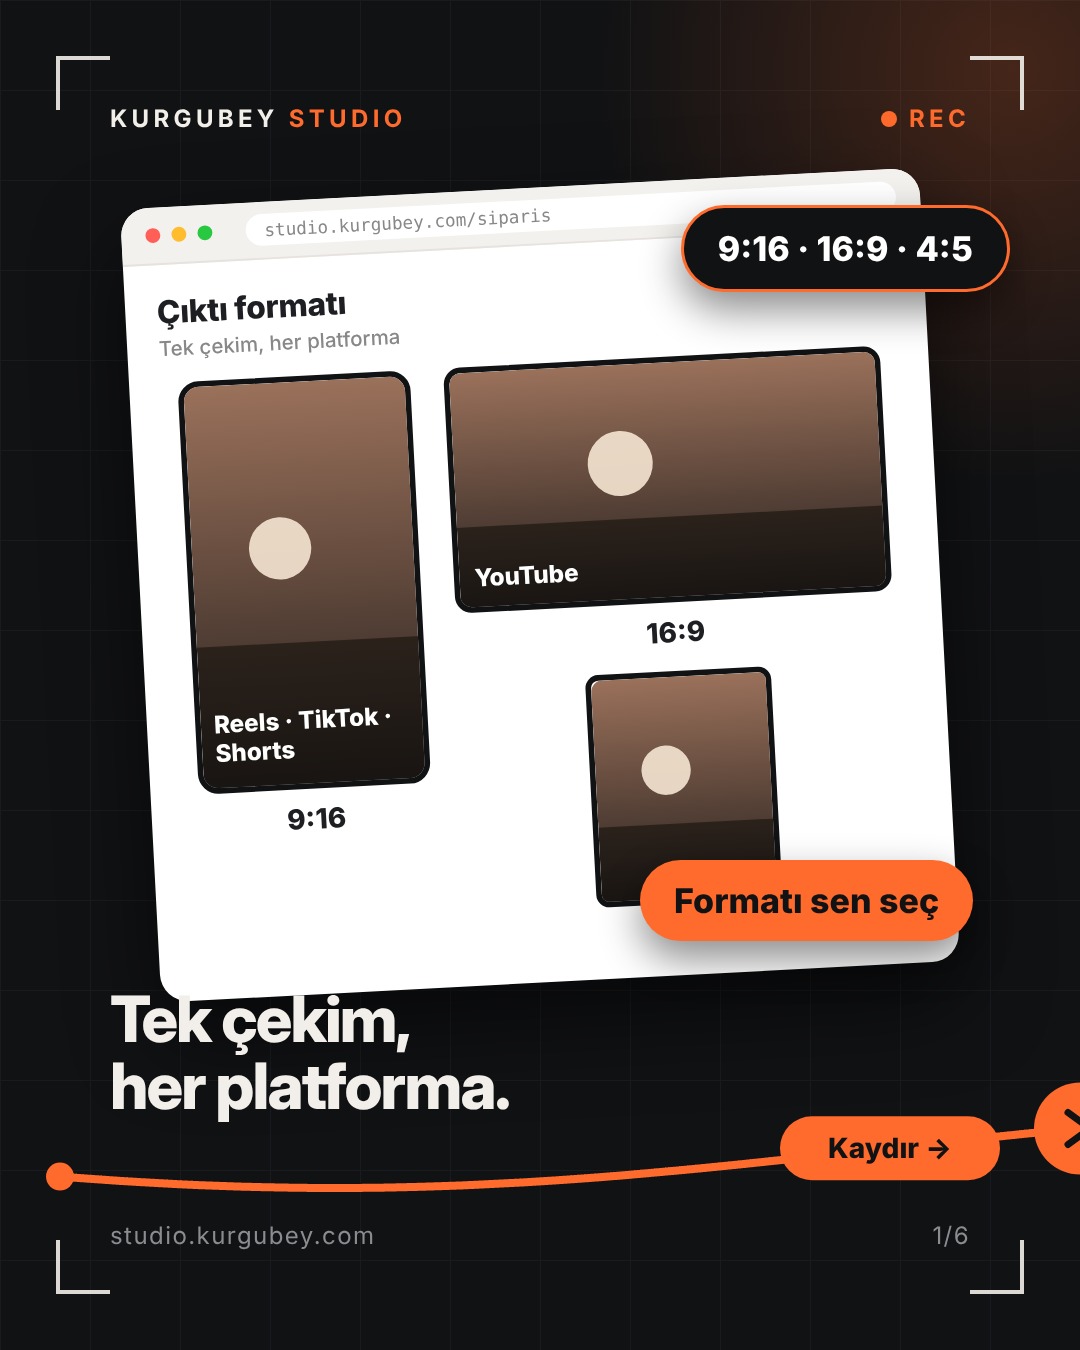 KURGUBEY STUDIO
REC
studio.kurgubey.com/siparis
9:16 · 16:9 · 4:5
Çıktı formatı
Tek çekim, her platforma
YouTube
16:9
Reels · TikTok ·
Shorts
9:16
Formatı sen seç
Tek çekim,
her platforma.
Kaydır →
studio.kurgubey.com
1/6